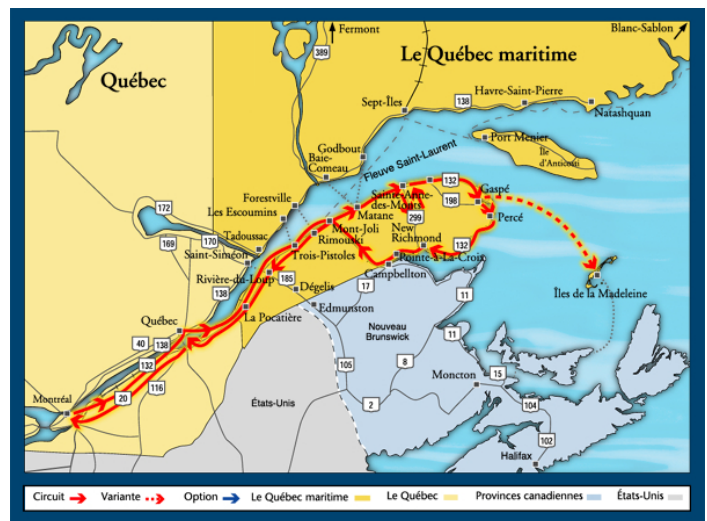 Blanc-Sablon
Fermont
389
Le Québec maritime
Québec
Havre-Saint-Pierre
138
Sept-Îles
Natashquan
Port Menier
Île
d'Anticosti
Godbout
Baie-
Comeau
Fleuve Saint-Laurent
132
Sainte-Anne-
des-Monts
Gaspé
198
Forestville
172
Matane
299
Percé
Les Escoumins
Mont-Joli
New
Richmond
132
170
Tadoussac
Rimouski
169
Trois-Pistoles
Pointe-à-La-Croix
Saint-Siméon
Campbellton
Rivière-du-Loup
185
Dégelis
17
Îles de la Madeleine
138
11
Edmunston
La Pocatière
Québec
Nouveau
Brunswick
11
40
138
132
105
8
116
Moncton
15
20
Montréal
États-Unis
2
104
102
Halifax
Circuit Variante Option Le Québec maritime Le Québec Provinces canadiennes États-Unis